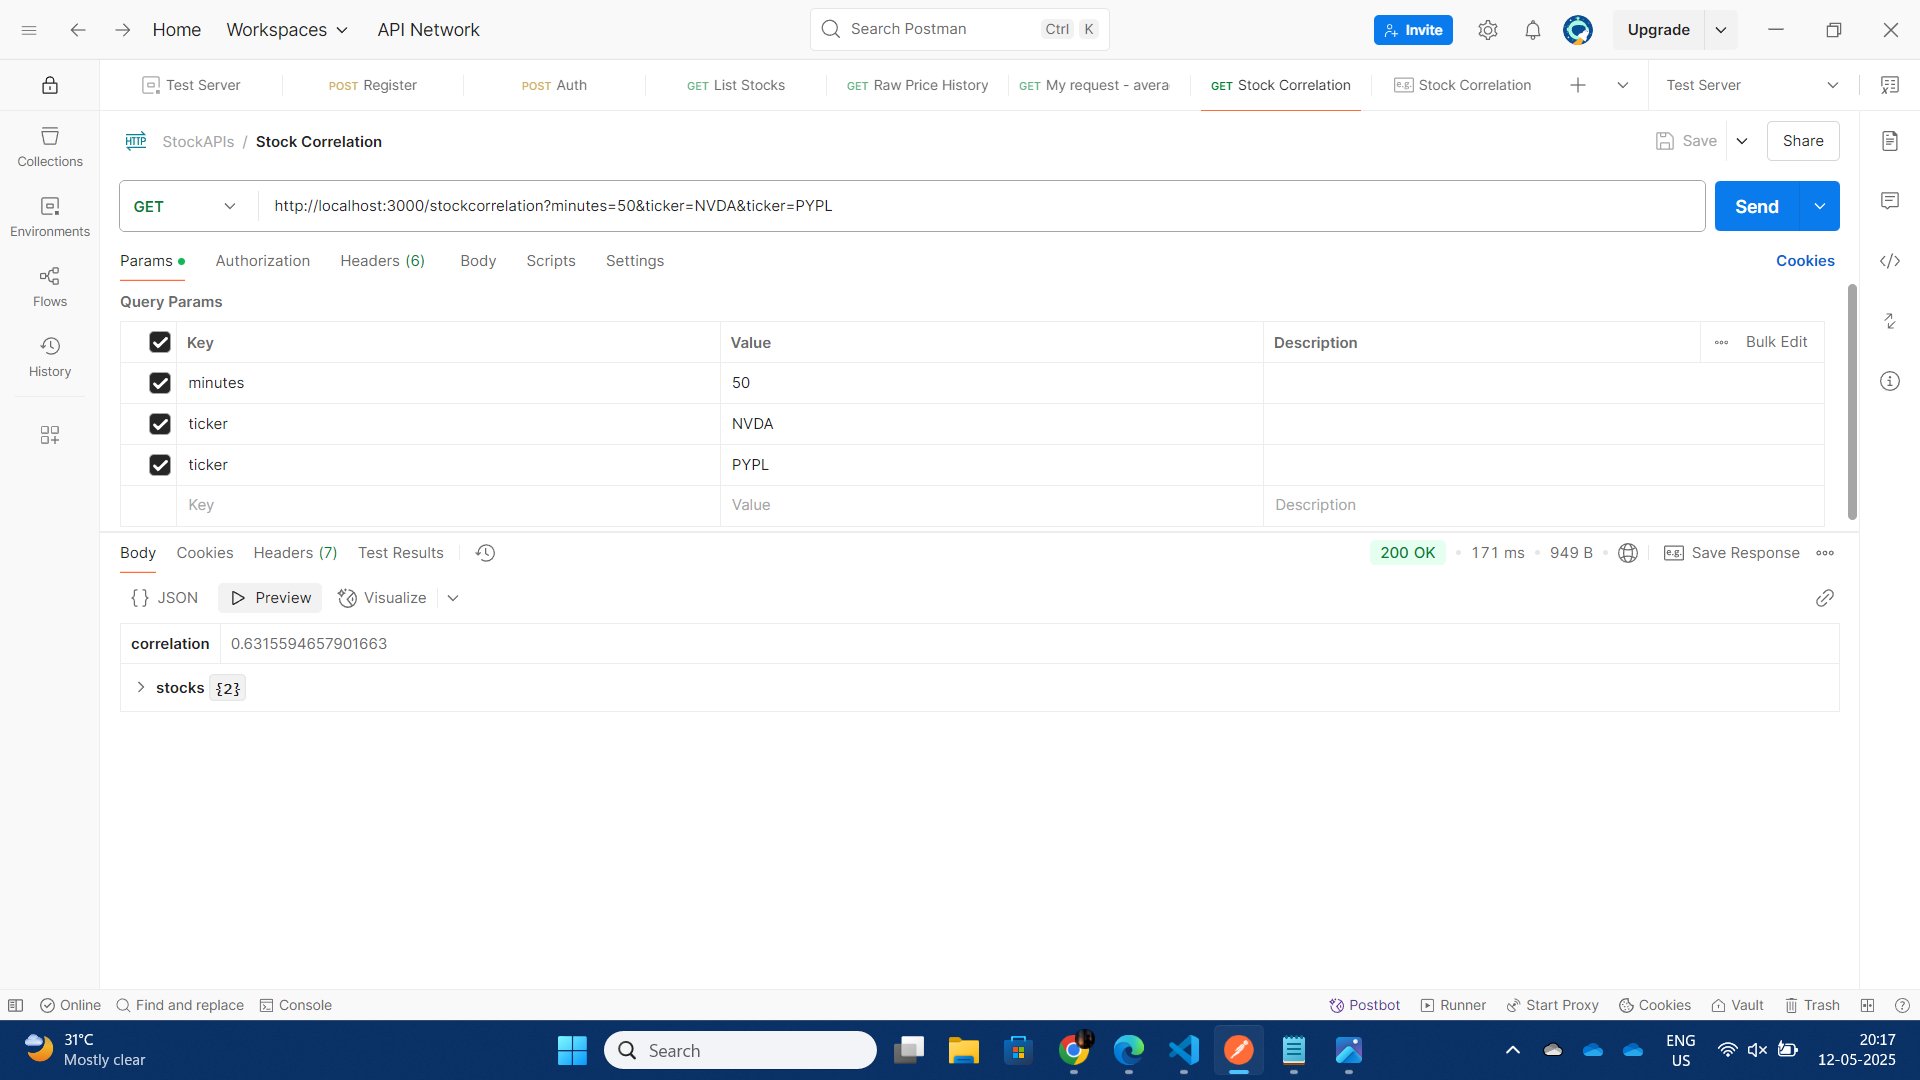 Home
Workspaces
API Network
Search Postman
Ctrl K
Invite
Upgrade
Test Server
POST Register
POST Auth
GET List Stocks
GET Raw Price History
GET My request - avera
GET Stock Correlation
e.g. Stock Correlation
Test Server
Collections
Environments
Flows
History
HTTP
StockAPIs / Stock Correlation
Save
Share
GET
http://localhost:3000/stockcorrelation?minutes=50&ticker=NVDA&ticker=PYPL
Send
Params
Authorization
Headers (6)
Body
Scripts
Settings
Cookies
Query Params
Key Value Description Bulk Edit
minutes 50
ticker NVDA
ticker PYPL
Key Value Description
Body
Cookies
Headers (7)
Test Results
200 OK
171 ms
949 B
e.g. Save Response
{} JSON
Preview
Visualize
correlation 0.6315594657901663
stocks {2}
Online
Find and replace
Console
Postbot
Runner
Start Proxy
Cookies
Vault
Trash
31°C
Mostly clear
Search
ENG
US
20:17
12-05-2025